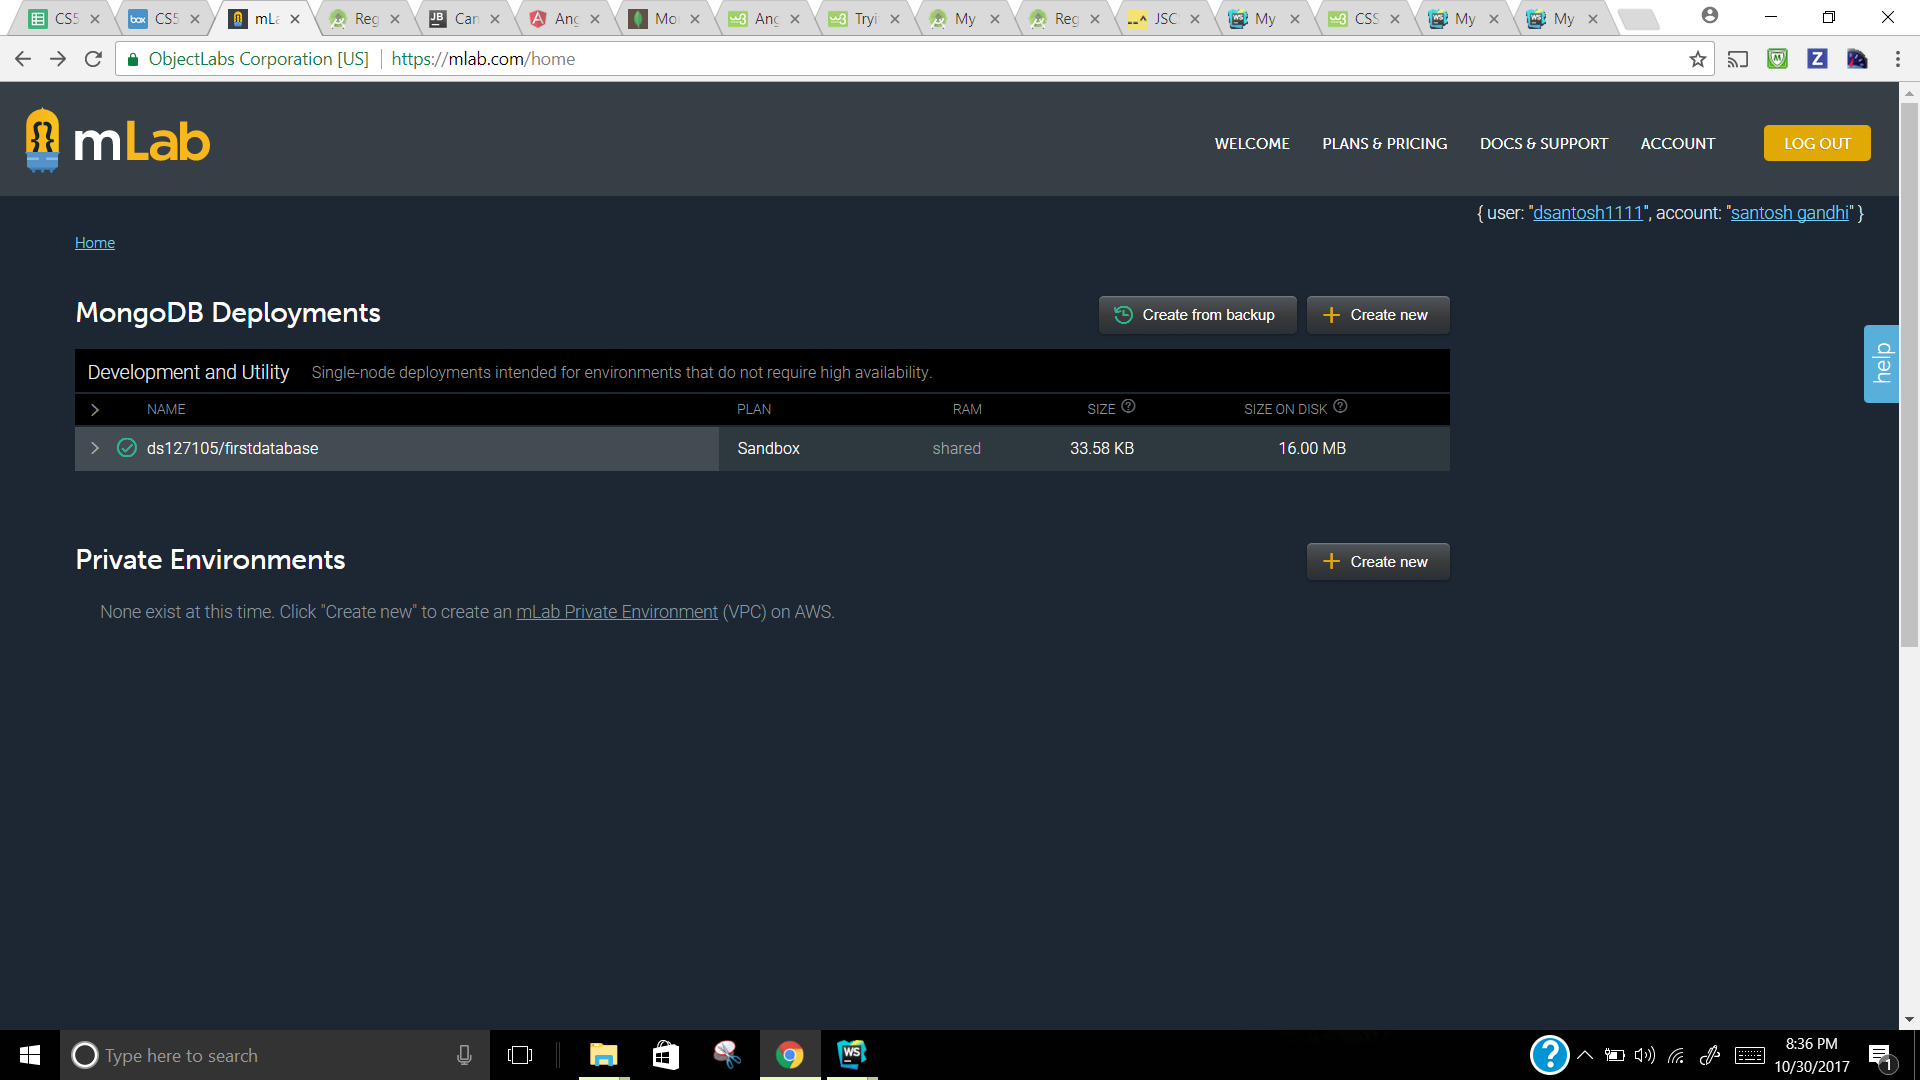 CS5 CS5 mLa Reg Can Ang Mo Ang Tryi My Reg JSC My CSS My My
ObjectLabs Corporation [US] https://mlab.com/home
mLab
WELCOME PLANS & PRICING DOCS & SUPPORT ACCOUNT LOG OUT
{ user: "dsantosh1111", account: "santosh gandhi" }
Home
MongoDB Deployments Create from backup Create new
help
Development and Utility Single-node deployments intended for environments that do not require high availability.
NAME PLAN RAM SIZE SIZE ON DISK
ds127105/firstdatabase Sandbox shared 33.58 KB 16.00 MB
Private Environments Create new
None exist at this time. Click "Create new" to create an mLab Private Environment (VPC) on AWS.
Type here to search
8:36 PM
10/30/2017
1